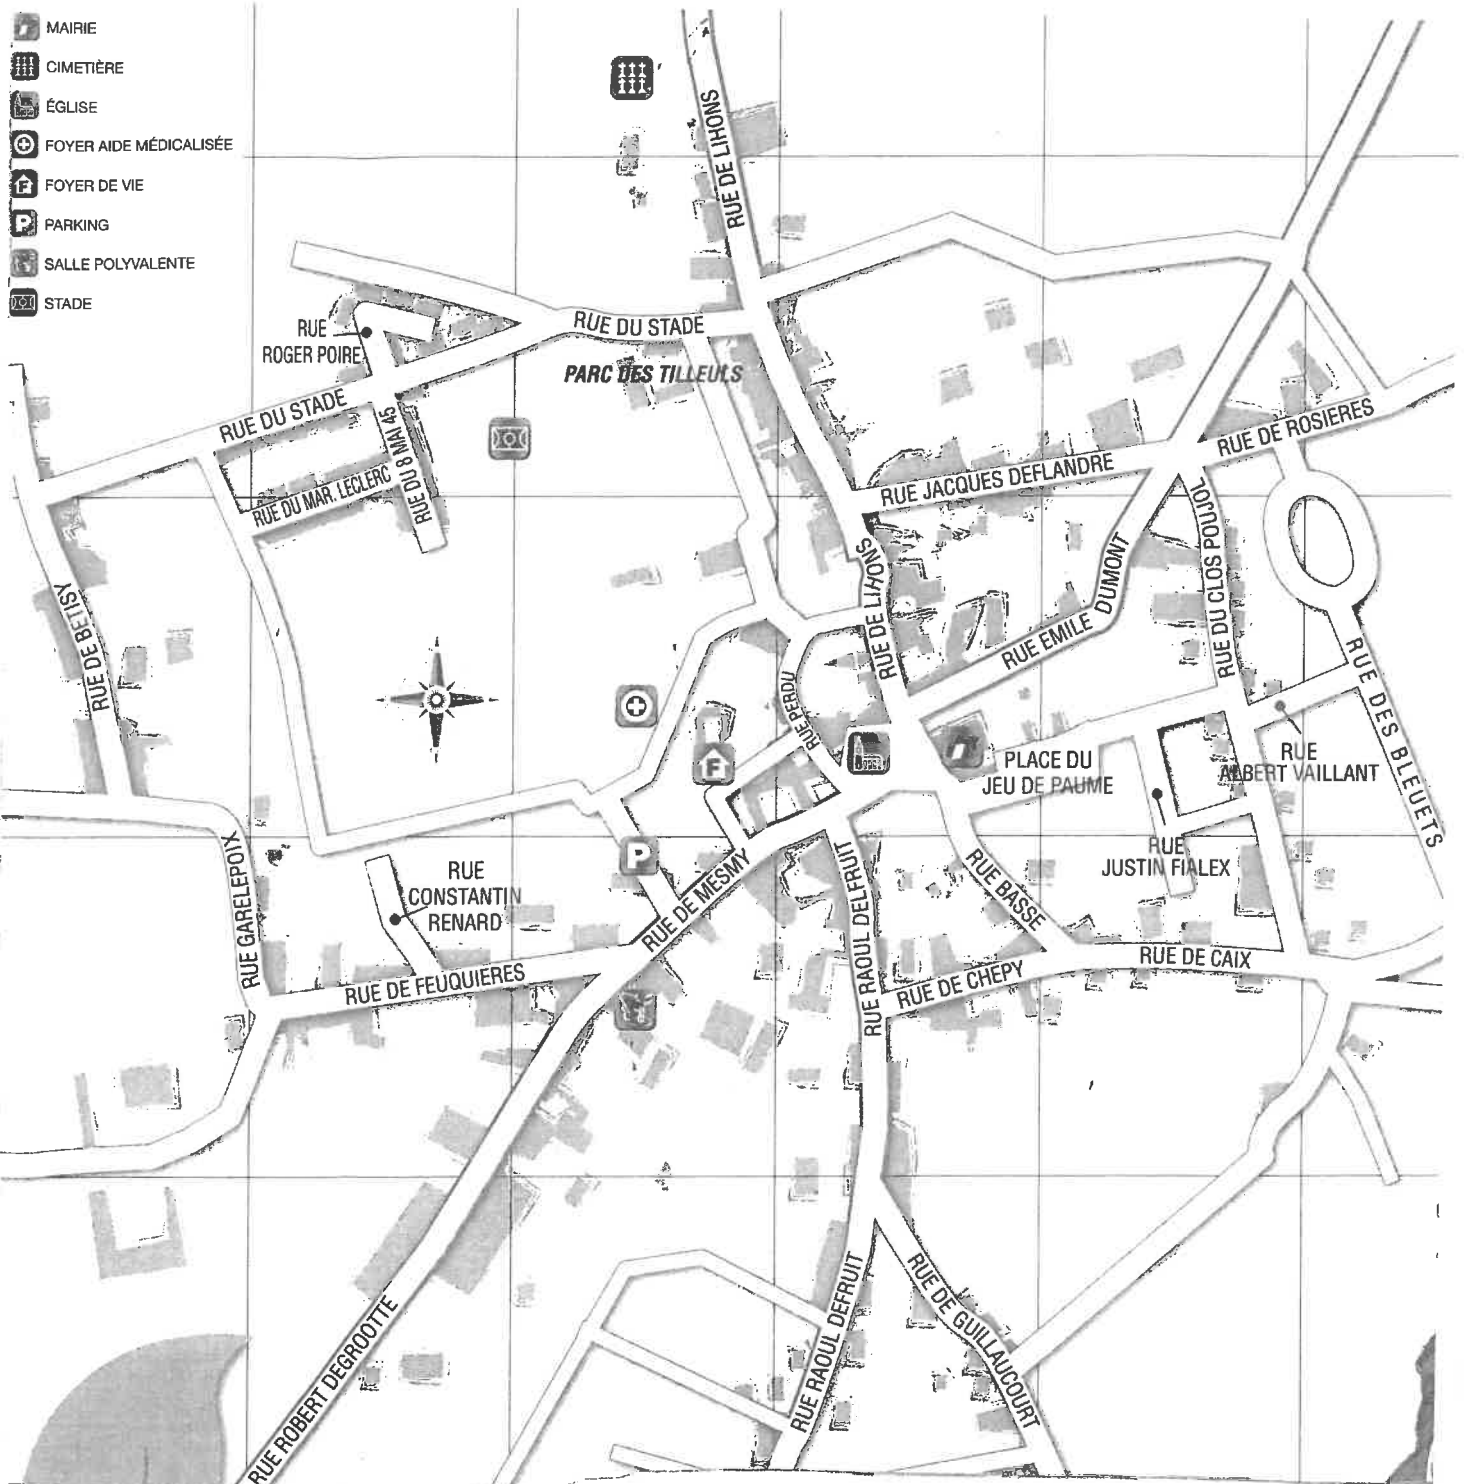 MAIRIE
CIMETIÈRE
ÉGLISE
FOYER AIDE MÉDICALISÉE
F
FOYER DE VIE
P
PARKING
SALLE POLYVALENTE
STADE
RUE DE LIHONS
RUE
ROGER POIRE
RUE DU STADE
PARC DES TILLEULS
RUE DU STADE
RUE DU 8 MAI 45
RUE DU MAR. LECLERC
RUE JACQUES DEFLANDRE
RUE DE ROSIERES
RUE DE BETISY
RUE DE LIHONS
RUE EMILE DUMONT
RUE DU CLOS POUJOL
RUE DES BLEUETS
RUE PERDU
F
PLACE DU
JEU DE PAUME
RUE
ALBERT VAILLANT
RUE GARELEPOIX
RUE
CONSTANTIN
RENARD
P
RUE DE MESMY
RUE RAOUL DELFRUIT
RUE BASSE
RUE
JUSTIN FIALEX
RUE DE FEUQUIERES
RUE DE CHEPY
RUE DE CAIX
RUE ROBERT DEGROOTTE
RUE RAOUL DEFRUIT
RUE DE GUILLAUCOURT